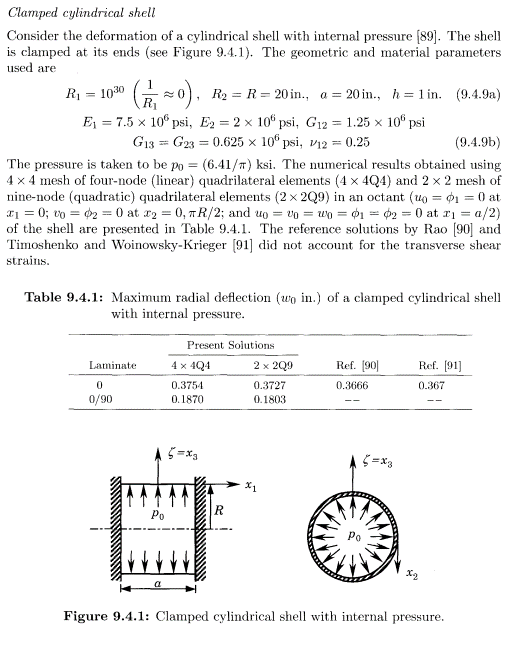 Clamped cylindrical shell
Consider the deformation of a cylindrical shell with internal pressure [89]. The shell
is clamped at its ends (see Figure 9.4.1). The geometric and material parameters
used are
R₁ = 10³⁰ (1/R₁ ≈ 0), R₂ = R = 20 in., a = 20 in., h = 1 in. (9.4.9a)
E₁ = 7.5 × 10⁶ psi, E₂ = 2 × 10⁶ psi, G₁₂ = 1.25 × 10⁶ psi
G₁₃ = G₂₃ = 0.625 × 10⁶ psi, ν₁₂ = 0.25 (9.4.9b)
The pressure is taken to be p₀ = (6.41/π) ksi. The numerical results obtained using
4 × 4 mesh of four-node (linear) quadrilateral elements (4 × 4Q4) and 2 × 2 mesh of
nine-node (quadratic) quadrilateral elements (2 × 2Q9) in an octant (u₀ = ϕ₁ = 0 at
x₁ = 0; v₀ = ϕ₂ = 0 at x₂ = 0, πR/2; and u₀ = v₀ = w₀ = ϕ₁ = ϕ₂ = 0 at x₁ = a/2)
of the shell are presented in Table 9.4.1. The reference solutions by Rao [90] and
Timoshenko and Woinowsky-Krieger [91] did not account for the transverse shear
strains.
Table 9.4.1: Maximum radial deflection (w₀ in.) of a clamped cylindrical shell
with internal pressure.
Present Solutions
Laminate 4 × 4Q4 2 × 2Q9 Ref. [90] Ref. [91]
0 0.3754 0.3727 0.3666 0.367
0/90 0.1870 0.1803 -- --
ζ=x₃
x₁
p₀
R
a
ζ=x₃
p₀
x₂
Figure 9.4.1: Clamped cylindrical shell with internal pressure.